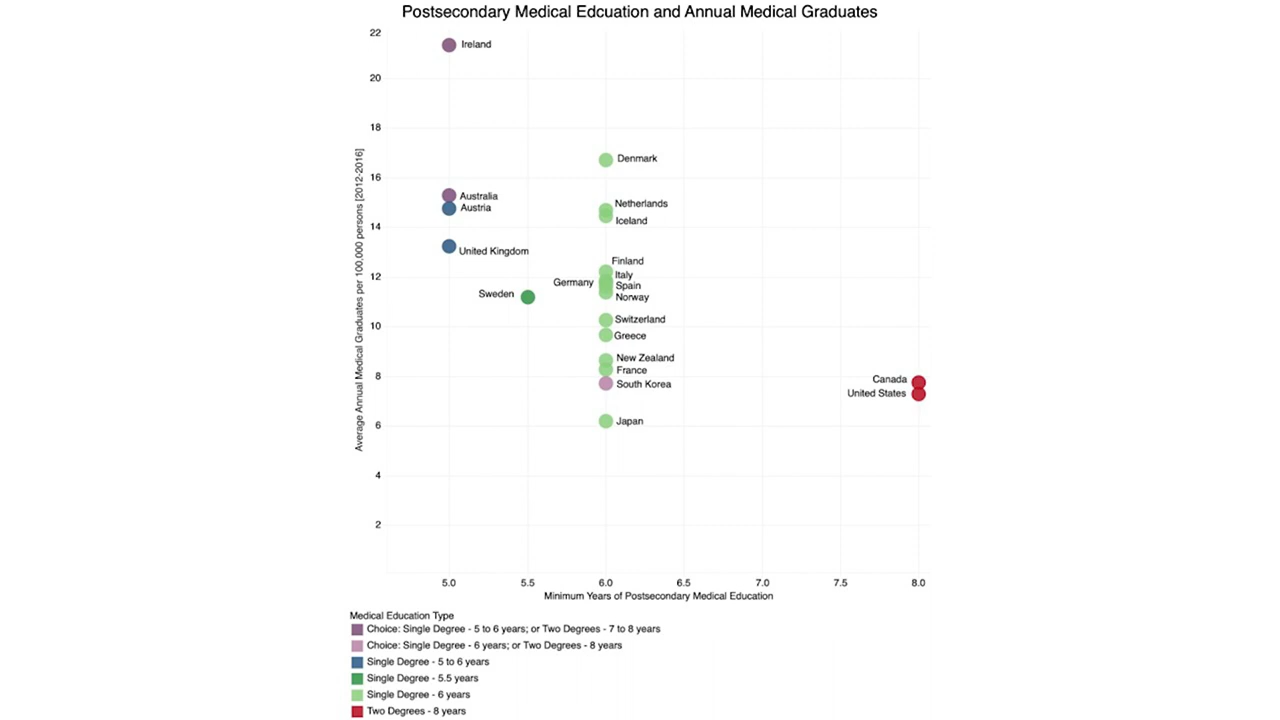 Postsecondary Medical Edcuation and Annual Medical Graduates
22
Ireland
20
18
Denmark
16
Australia
Netherlands
Austria
Iceland
14
United Kingdom
Finland
12
Italy
Germany
Spain
Sweden
Norway
10
Switzerland
Greece
New Zealand
France
8
Canada
South Korea
United States
6
Japan
4
2
Average Annual Medical Graduates per 100,000 persons [2012-2016]
5.0 5.5 6.0 6.5 7.0 7.5 8.0
Minimum Years of Postsecondary Medical Education
Medical Education Type
Choice: Single Degree - 5 to 6 years; or Two Degrees - 7 to 8 years
Choice: Single Degree - 6 years; or Two Degrees - 8 years
Single Degree - 5 to 6 years
Single Degree - 5.5 years
Single Degree - 6 years
Two Degrees - 8 years